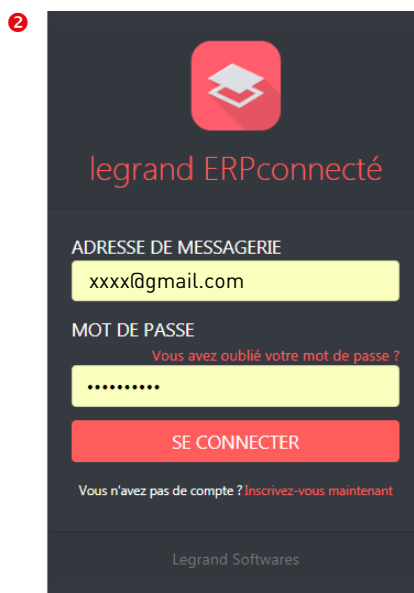 ❷
legrand ERPconnecté
ADRESSE DE MESSAGERIE
xxxx@gmail.com
MOT DE PASSE
Vous avez oublié votre mot de passe ?
••••••••••
SE CONNECTER
Vous n'avez pas de compte ? Inscrivez-vous maintenant
Legrand Softwares